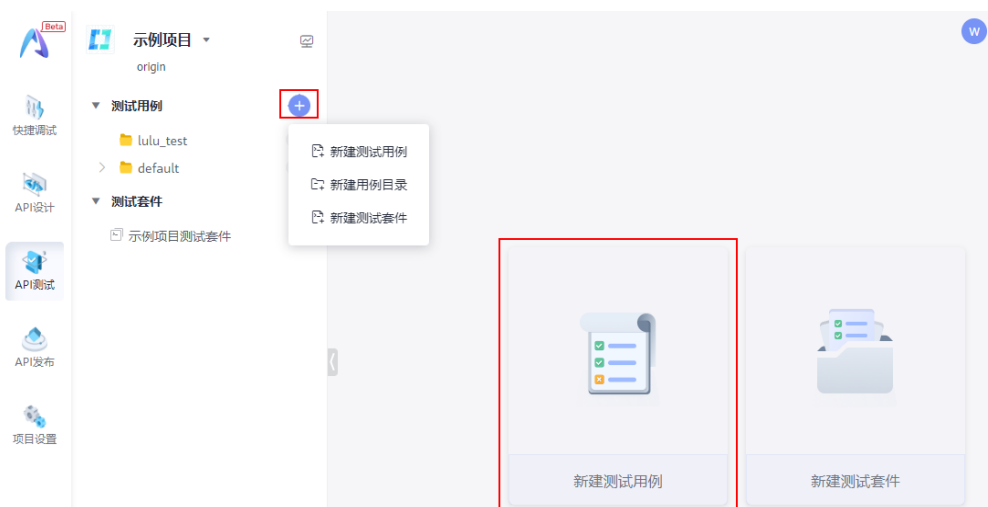 Beta
示例项目
origin
W
快捷调试
API设计
API测试
API发布
项目设置
测试用例
lulu_test
default
测试套件
示例项目测试套件
新建测试用例
新建用例目录
新建测试套件
新建测试用例
新建测试套件